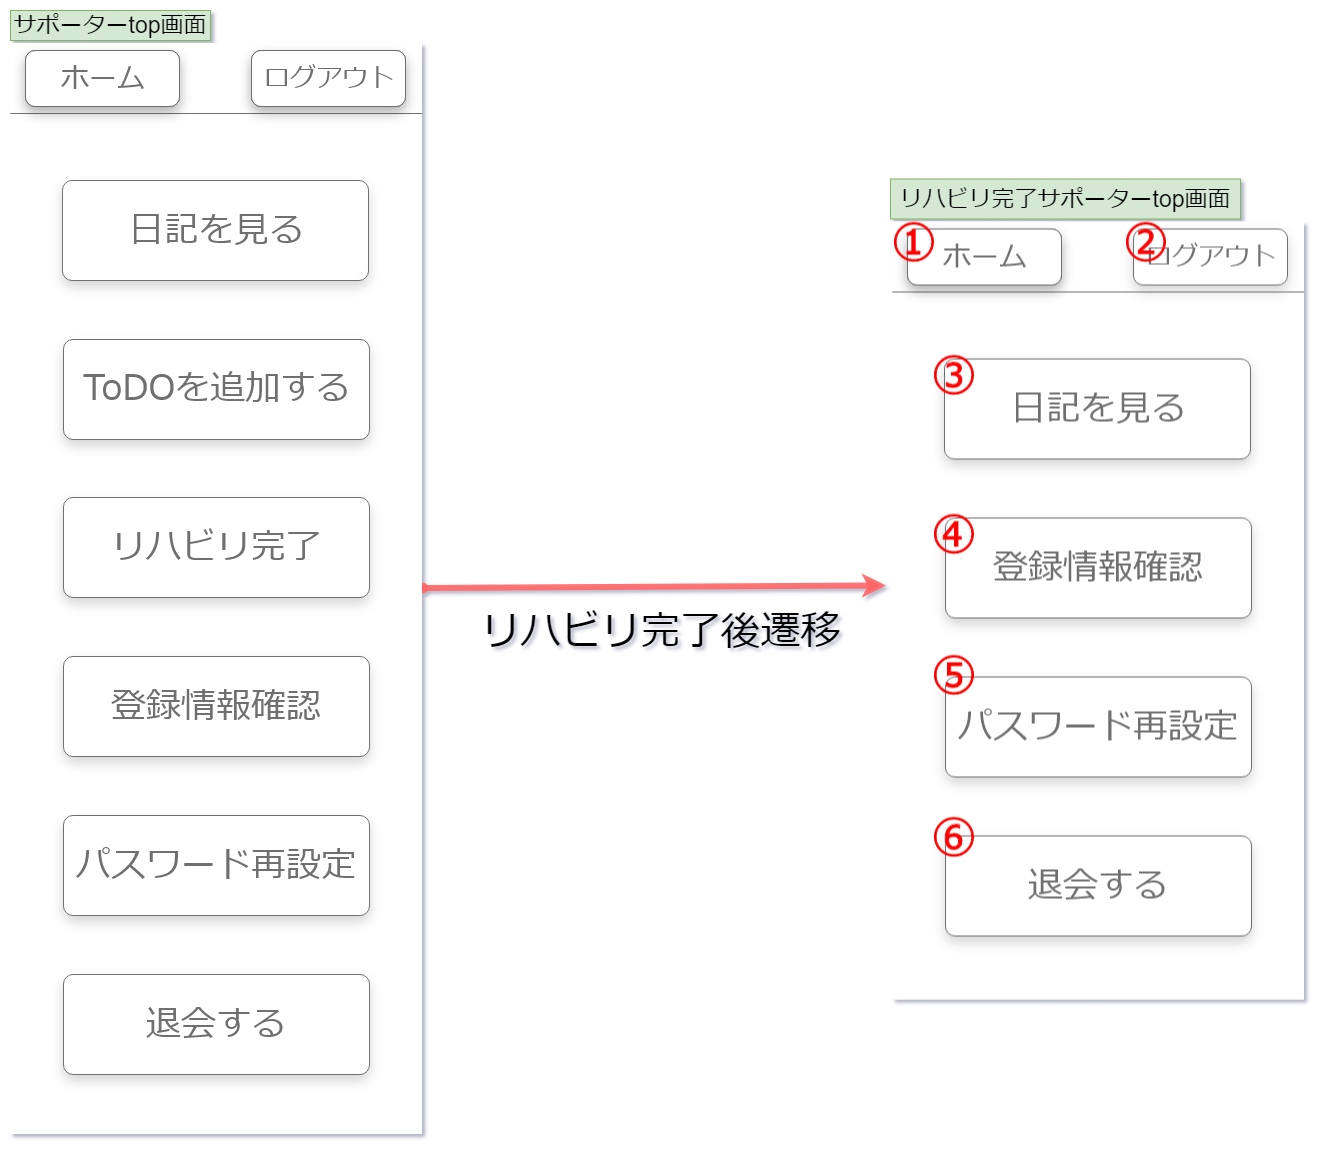 サポーターtop画面
ホーム
ログアウト
日記を見る
ToDOを追加する
リハビリ完了
登録情報確認
パスワード再設定
退会する
リハビリ完了後遷移
リハビリ完了サポーターtop画面
① ホーム
② ログアウト
③ 日記を見る
④ 登録情報確認
⑤ パスワード再設定
⑥ 退会する